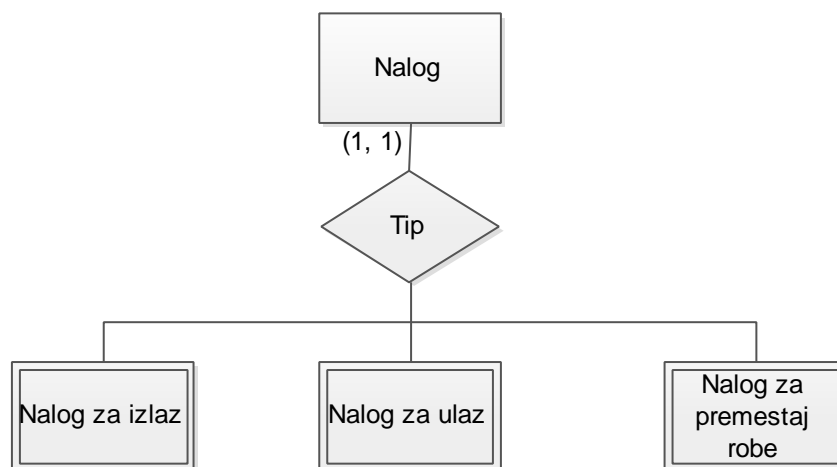 Nalog
(1, 1)
Tip
Nalog za izlaz
Nalog za ulaz
Nalog za
premestaj
robe